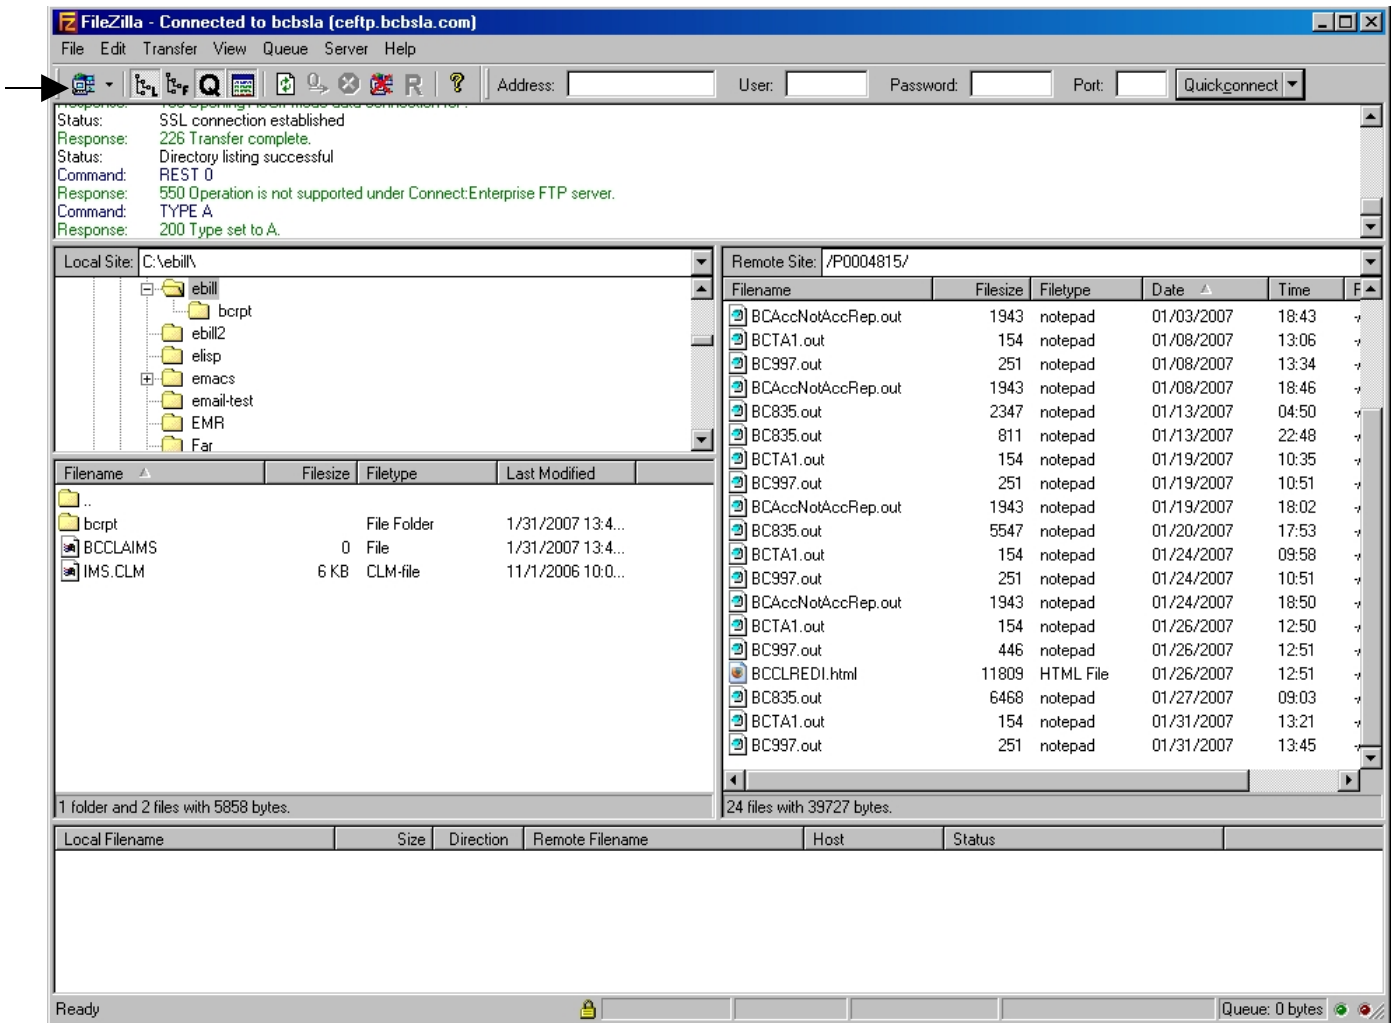 FileZilla - Connected to bcbsla (ceftp.bcbsla.com)
File Edit Transfer View Queue Server Help
L F Q R ? Address: User: Password: Port: Quickconnect
Status: SSL connection established
Response: 226 Transfer complete.
Status: Directory listing successful
Command: REST 0
Response: 550 Operation is not supported under Connect:Enterprise FTP server.
Command: TYPE A
Response: 200 Type set to A.
Local Site: C:\ebill\
ebill
bcrpt
ebill2
elisp
emacs
email-test
EMR
Far
Filename Filesize Filetype Last Modified
..
bcrpt File Folder 1/31/2007 13:4...
BCCLAIMS 0 File 1/31/2007 13:4...
IMS.CLM 6 KB CLM-file 11/1/2006 10:0...
1 folder and 2 files with 5858 bytes.
Remote Site: /P0004815/
Filename Filesize Filetype Date Time
BCAccNotAccRep.out 1943 notepad 01/03/2007 18:43
BCTA1.out 154 notepad 01/08/2007 13:06
BC997.out 251 notepad 01/08/2007 13:34
BCAccNotAccRep.out 1943 notepad 01/08/2007 18:46
BC835.out 2347 notepad 01/13/2007 04:50
BC835.out 811 notepad 01/13/2007 22:48
BCTA1.out 154 notepad 01/19/2007 10:35
BC997.out 251 notepad 01/19/2007 10:51
BCAccNotAccRep.out 1943 notepad 01/19/2007 18:02
BC835.out 5547 notepad 01/20/2007 17:53
BCTA1.out 154 notepad 01/24/2007 09:58
BC997.out 251 notepad 01/24/2007 10:51
BCAccNotAccRep.out 1943 notepad 01/24/2007 18:50
BCTA1.out 154 notepad 01/26/2007 12:50
BC997.out 446 notepad 01/26/2007 12:51
BCCLREDI.html 11809 HTML File 01/26/2007 12:51
BC835.out 6468 notepad 01/27/2007 09:03
BCTA1.out 154 notepad 01/31/2007 13:21
BC997.out 251 notepad 01/31/2007 13:45
24 files with 39727 bytes.
Local Filename Size Direction Remote Filename Host Status
Ready Queue: 0 bytes